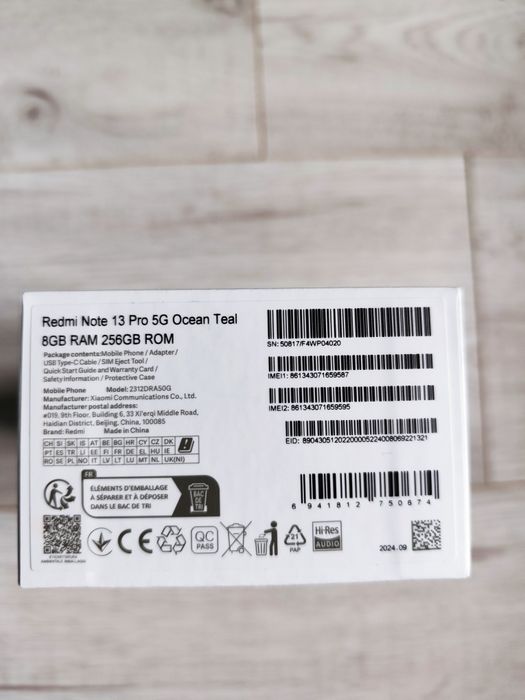 Redmi Note 13 Pro 5G Ocean Teal
8GB RAM 256GB ROM
Package contents:Mobile Phone / Adapter /
USB Type-C Cable / SIM Eject Tool /
Quick Start Guide and Warranty Card /
Safety information / Protective Case
Mobile Phone Model: 2312DRA50G
Manufacturer: Xiaomi Communications Co., Ltd.
Manufacturer postal address:
#019, 9th Floor, Building 6, 33 Xi'erqi Middle Road,
Haidian District, Beijing, China, 100085
Brand: Redmi Made in China
CH SI SK IS AT BE BG HR CY CZ DK
PT ES TR LI EE FI FR DE EL HU IE
RO SE PL NO IT LV LT LU MT NL UK(NI)
SN: 50817/F4WP04020
IMEI1: 861343071659587
IMEI2: 861343071659595
EID: 89043051202200005224008069221321
6 941812 750674
FR
ÉLÉMENTS D'EMBALLAGE
À SÉPARER ET À DÉPOSER
DANS LE BAC DE TRI
BAC
DE
TRI
CE
QC
PASS
21
PAP
Hi-Res
AUDIO
2024.09